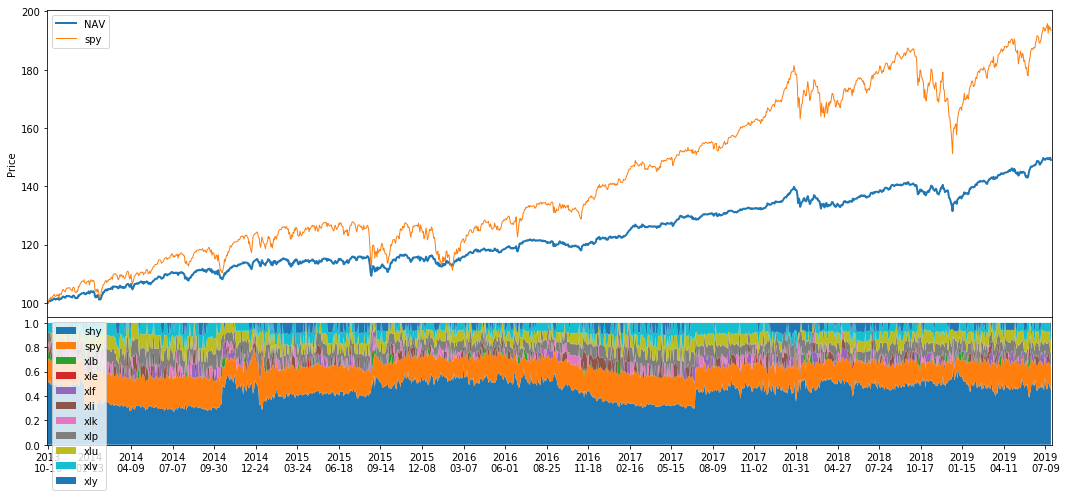 200
NAV
spy
180
160
Price
140
120
100
1.0
0.8
0.6
0.4
0.2
0.0
shy
spy
xlb
xle
xlf
xli
xlk
xlp
xlu
xlv
xly
2014 2014 2014 2014 2015 2015 2015 2015 2016 2016 2016 2016 2017 2017 2017 2017 2018 2018 2018 2018 2019 2019 2019
04-09 07-07 09-30 12-24 03-24 06-18 09-14 12-08 03-07 06-01 08-25 11-18 02-16 05-15 08-09 11-02 01-31 04-27 07-24 10-17 01-15 04-11 07-09